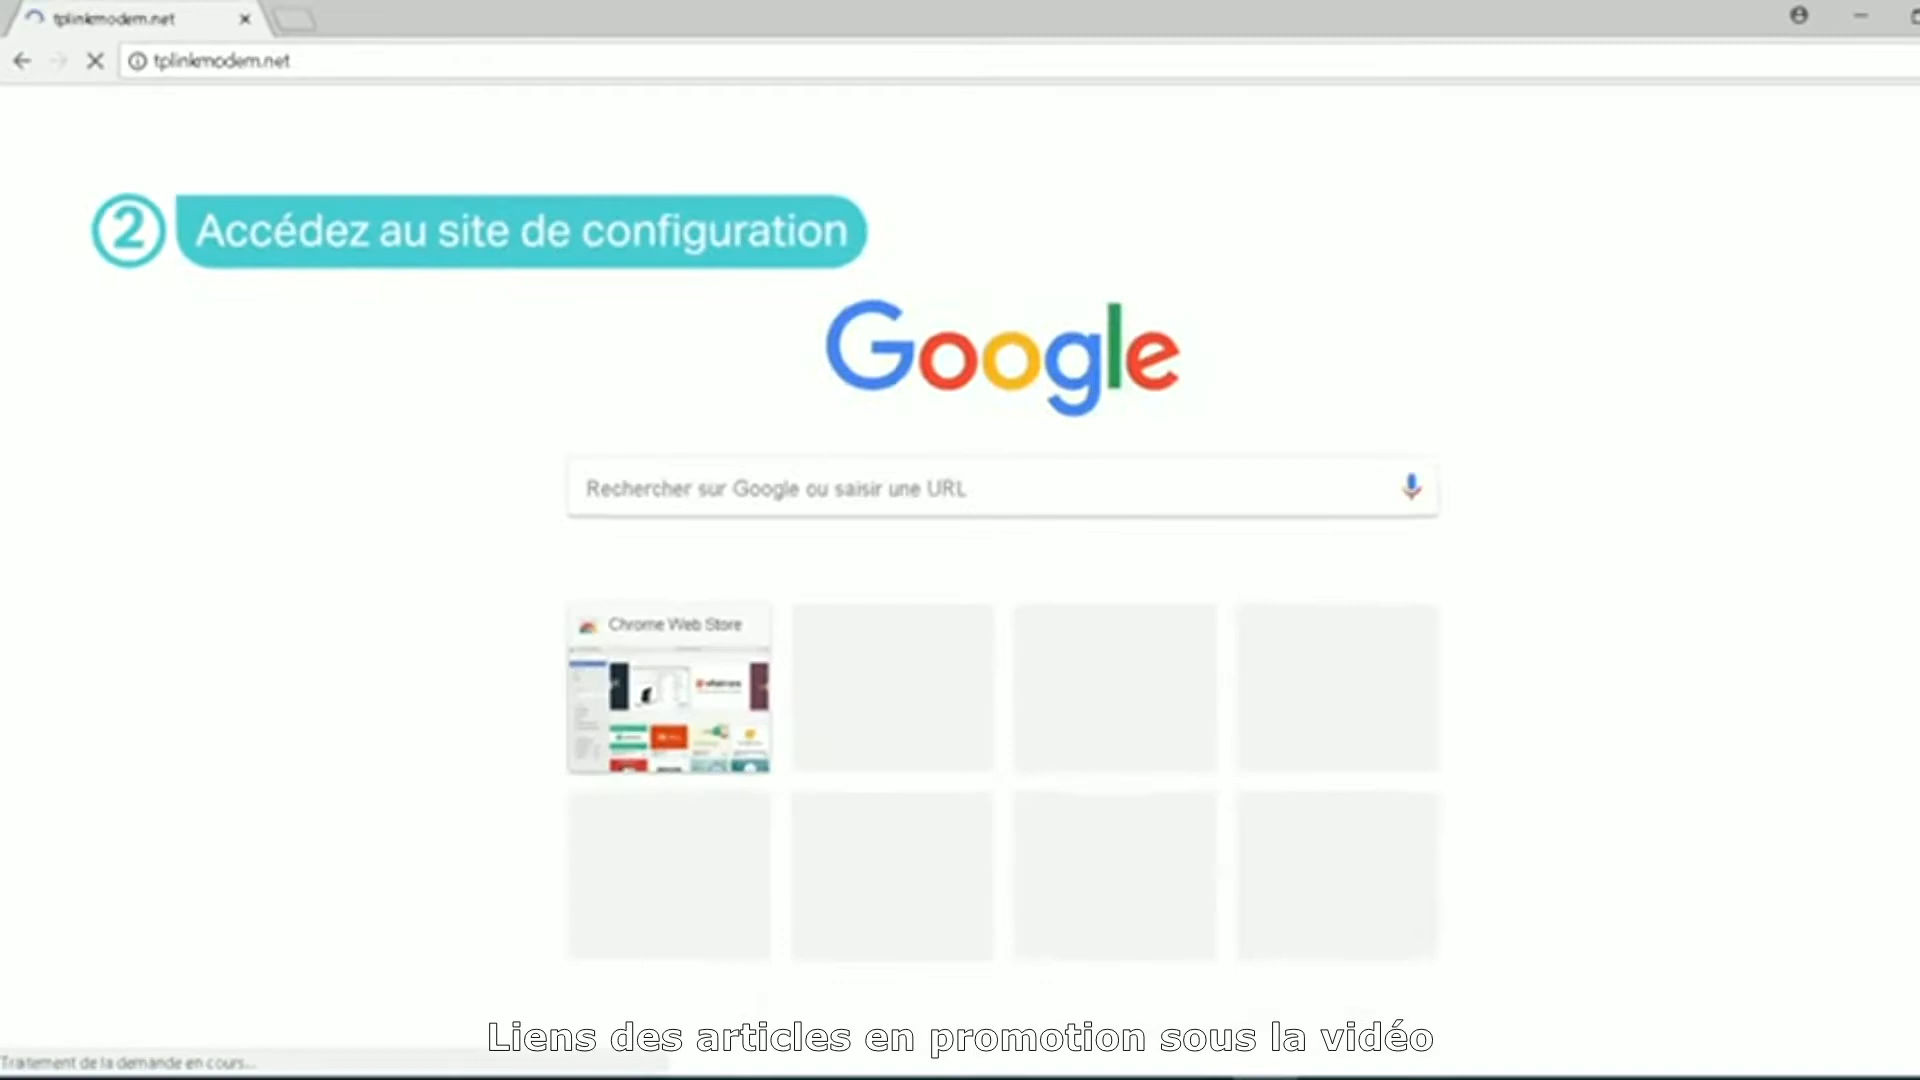 tplinkmodem.net
tplinkmodem.net
2 Accédez au site de configuration
Google
Rechercher sur Google ou saisir une URL
Chrome Web Store
Liens des articles en promotion sous la vidéo
Traitement de la demande en cours...